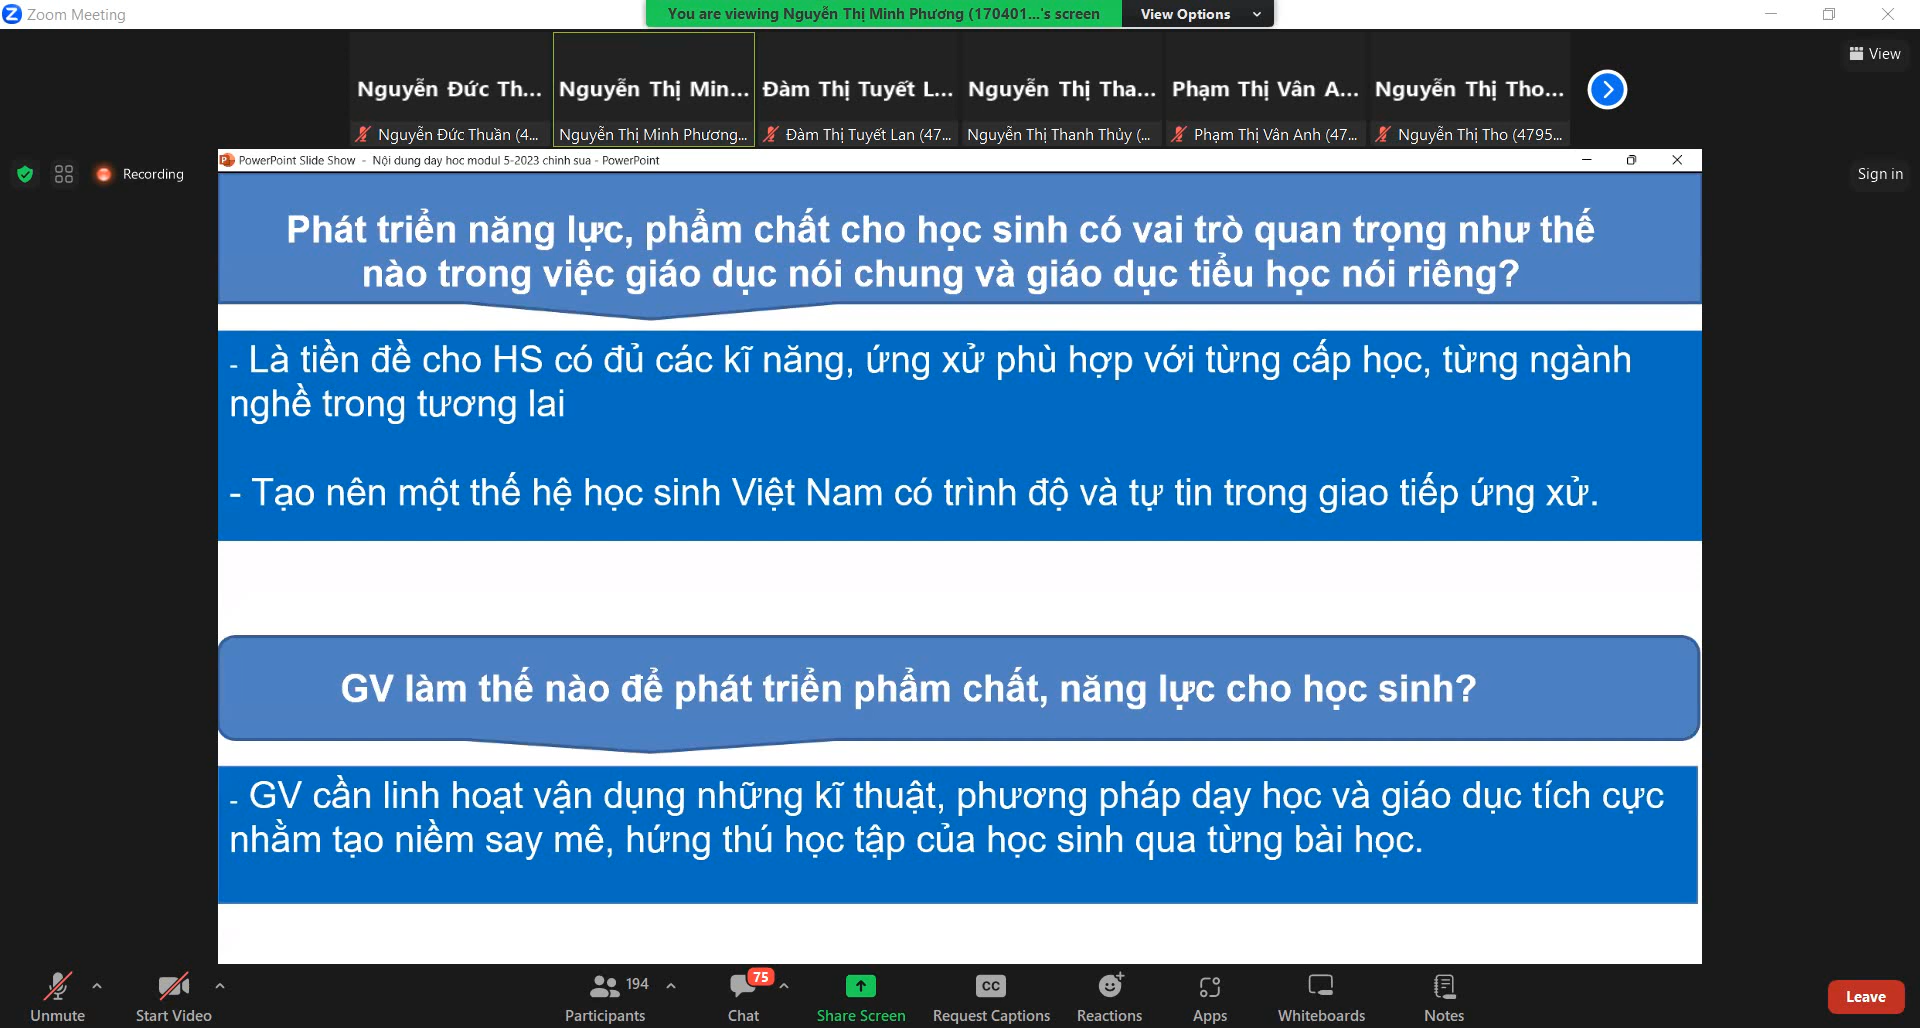 Zoom Meeting
You are viewing Nguyễn Thị Minh Phương (170401...'s screen
View Options
View
Nguyễn Đức Th...
Nguyễn Thị Min...
Đàm Thị Tuyết L...
Nguyễn Thị Tha...
Phạm Thị Vân A...
Nguyễn Thị Tho...
Nguyễn Đức Thuần (4...
Nguyễn Thị Minh Phương...
Đàm Thị Tuyết Lan (47...
Nguyễn Thị Thanh Thủy (...
Phạm Thị Vân Anh (47...
Nguyễn Thị Tho (4795...
Recording
Sign in
PowerPoint Slide Show - Nội dung day hoc modul 5-2023 chinh sua - PowerPoint
Phát triển năng lực, phẩm chất cho học sinh có vai trò quan trọng như thế
nào trong việc giáo dục nói chung và giáo dục tiểu học nói riêng?
- Là tiền đề cho HS có đủ các kĩ năng, ứng xử phù hợp với từng cấp học, từng ngành
nghề trong tương lai
- Tạo nên một thế hệ học sinh Việt Nam có trình độ và tự tin trong giao tiếp ứng xử.
GV làm thế nào để phát triển phẩm chất, năng lực cho học sinh?
- GV cần linh hoạt vận dụng những kĩ thuật, phương pháp dạy học và giáo dục tích cực
nhằm tạo niềm say mê, hứng thú học tập của học sinh qua từng bài học.
194
75
CC
Unmute
Start Video
Participants
Chat
Share Screen
Request Captions
Reactions
Apps
Whiteboards
Notes
Leave